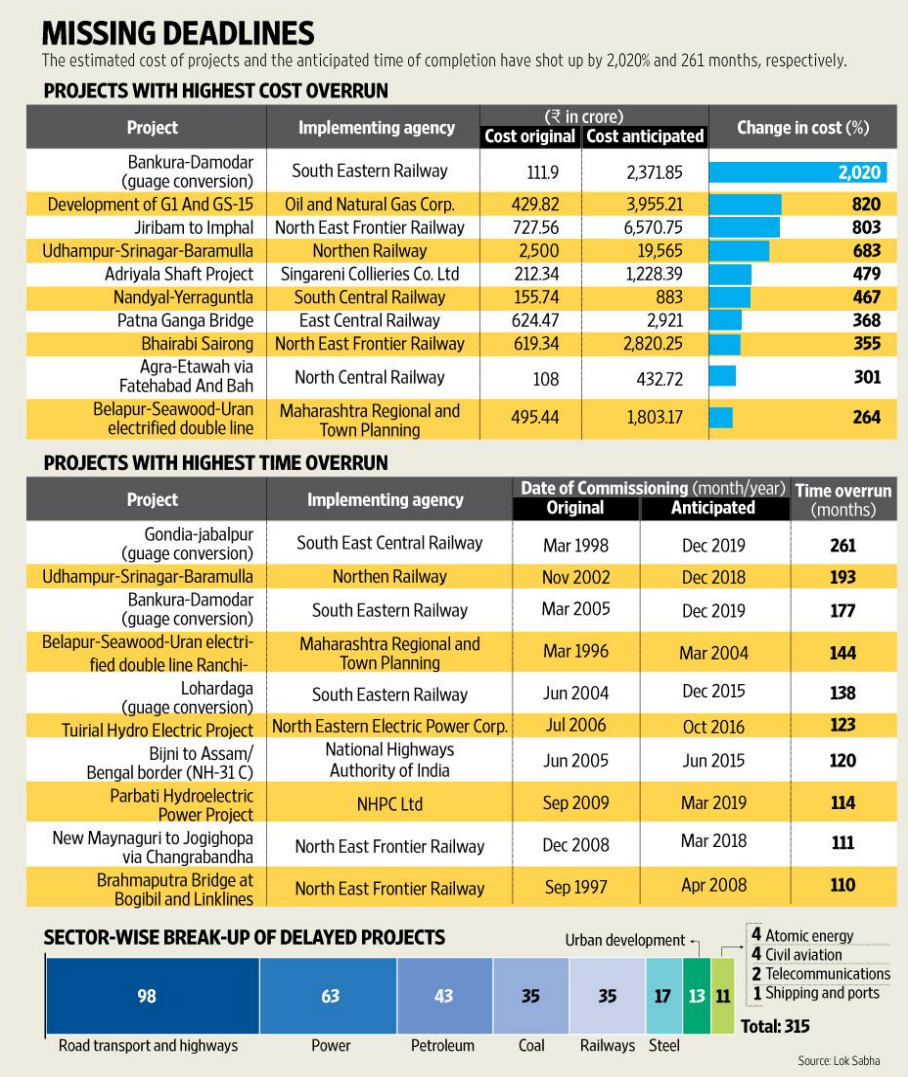 MISSING DEADLINES
The estimated cost of projects and the anticipated time of completion have shot up by 2,020% and 261 months, respectively.
PROJECTS WITH HIGHEST COST OVERRUN
Project Implementing agency (₹ in crore) Change in cost (%)
Cost original Cost anticipated
Bankura-Damodar
(guage conversion) South Eastern Railway 111.9 2,371.85 2,020
Development of G1 And GS-15 Oil and Natural Gas Corp. 429.82 3,955.21 820
Jiribam to Imphal North East Frontier Railway 727.56 6,570.75 803
Udhampur-Srinagar-Baramulla Northen Railway 2,500 19,565 683
Adriyala Shaft Project Singareni Collieries Co. Ltd 212.34 1,228.39 479
Nandyal-Yerraguntla South Central Railway 155.74 883 467
Patna Ganga Bridge East Central Railway 624.47 2,921 368
Bhairabi Sairong North East Frontier Railway 619.34 2,820.25 355
Agra-Etawah via
Fatehabad And Bah North Central Railway 108 432.72 301
Belapur-Seawood-Uran Maharashtra Regional and
electrified double line Town Planning 495.44 1,803.17 264
PROJECTS WITH HIGHEST TIME OVERRUN
Project Implementing agency Date of Commissioning (month/year) Time overrun
Original Anticipated (months)
Gondia-jabalpur
(guage conversion) South East Central Railway Mar 1998 Dec 2019 261
Udhampur-Srinagar-Baramulla Northen Railway Nov 2002 Dec 2018 193
Bankura-Damodar
(guage conversion) South Eastern Railway Mar 2005 Dec 2019 177
Belapur-Seawood-Uran electri- Maharashtra Regional and
fied double line Ranchi- Town Planning Mar 1996 Mar 2004 144
Lohardaga
(guage conversion) South Eastern Railway Jun 2004 Dec 2015 138
Tuirial Hydro Electric Project North Eastern Electric Power Corp. Jul 2006 Oct 2016 123
Bijni to Assam/ National Highways
Bengal border (NH-31 C) Authority of India Jun 2005 Jun 2015 120
Parbati Hydroelectric
Power Project NHPC Ltd Sep 2009 Mar 2019 114
New Maynaguri to Jogighopa
via Changrabandha North East Frontier Railway Dec 2008 Mar 2018 111
Brahmaputra Bridge at
Bogibil and Linklines North East Frontier Railway Sep 1997 Apr 2008 110
SECTOR-WISE BREAK-UP OF DELAYED PROJECTS
Urban development
4 Atomic energy
4 Civil aviation
2 Telecommunications
1 Shipping and ports
98 63 43 35 35 17 13 11
Total: 315
Road transport and highways Power Petroleum Coal Railways Steel
Source: Lok Sabha